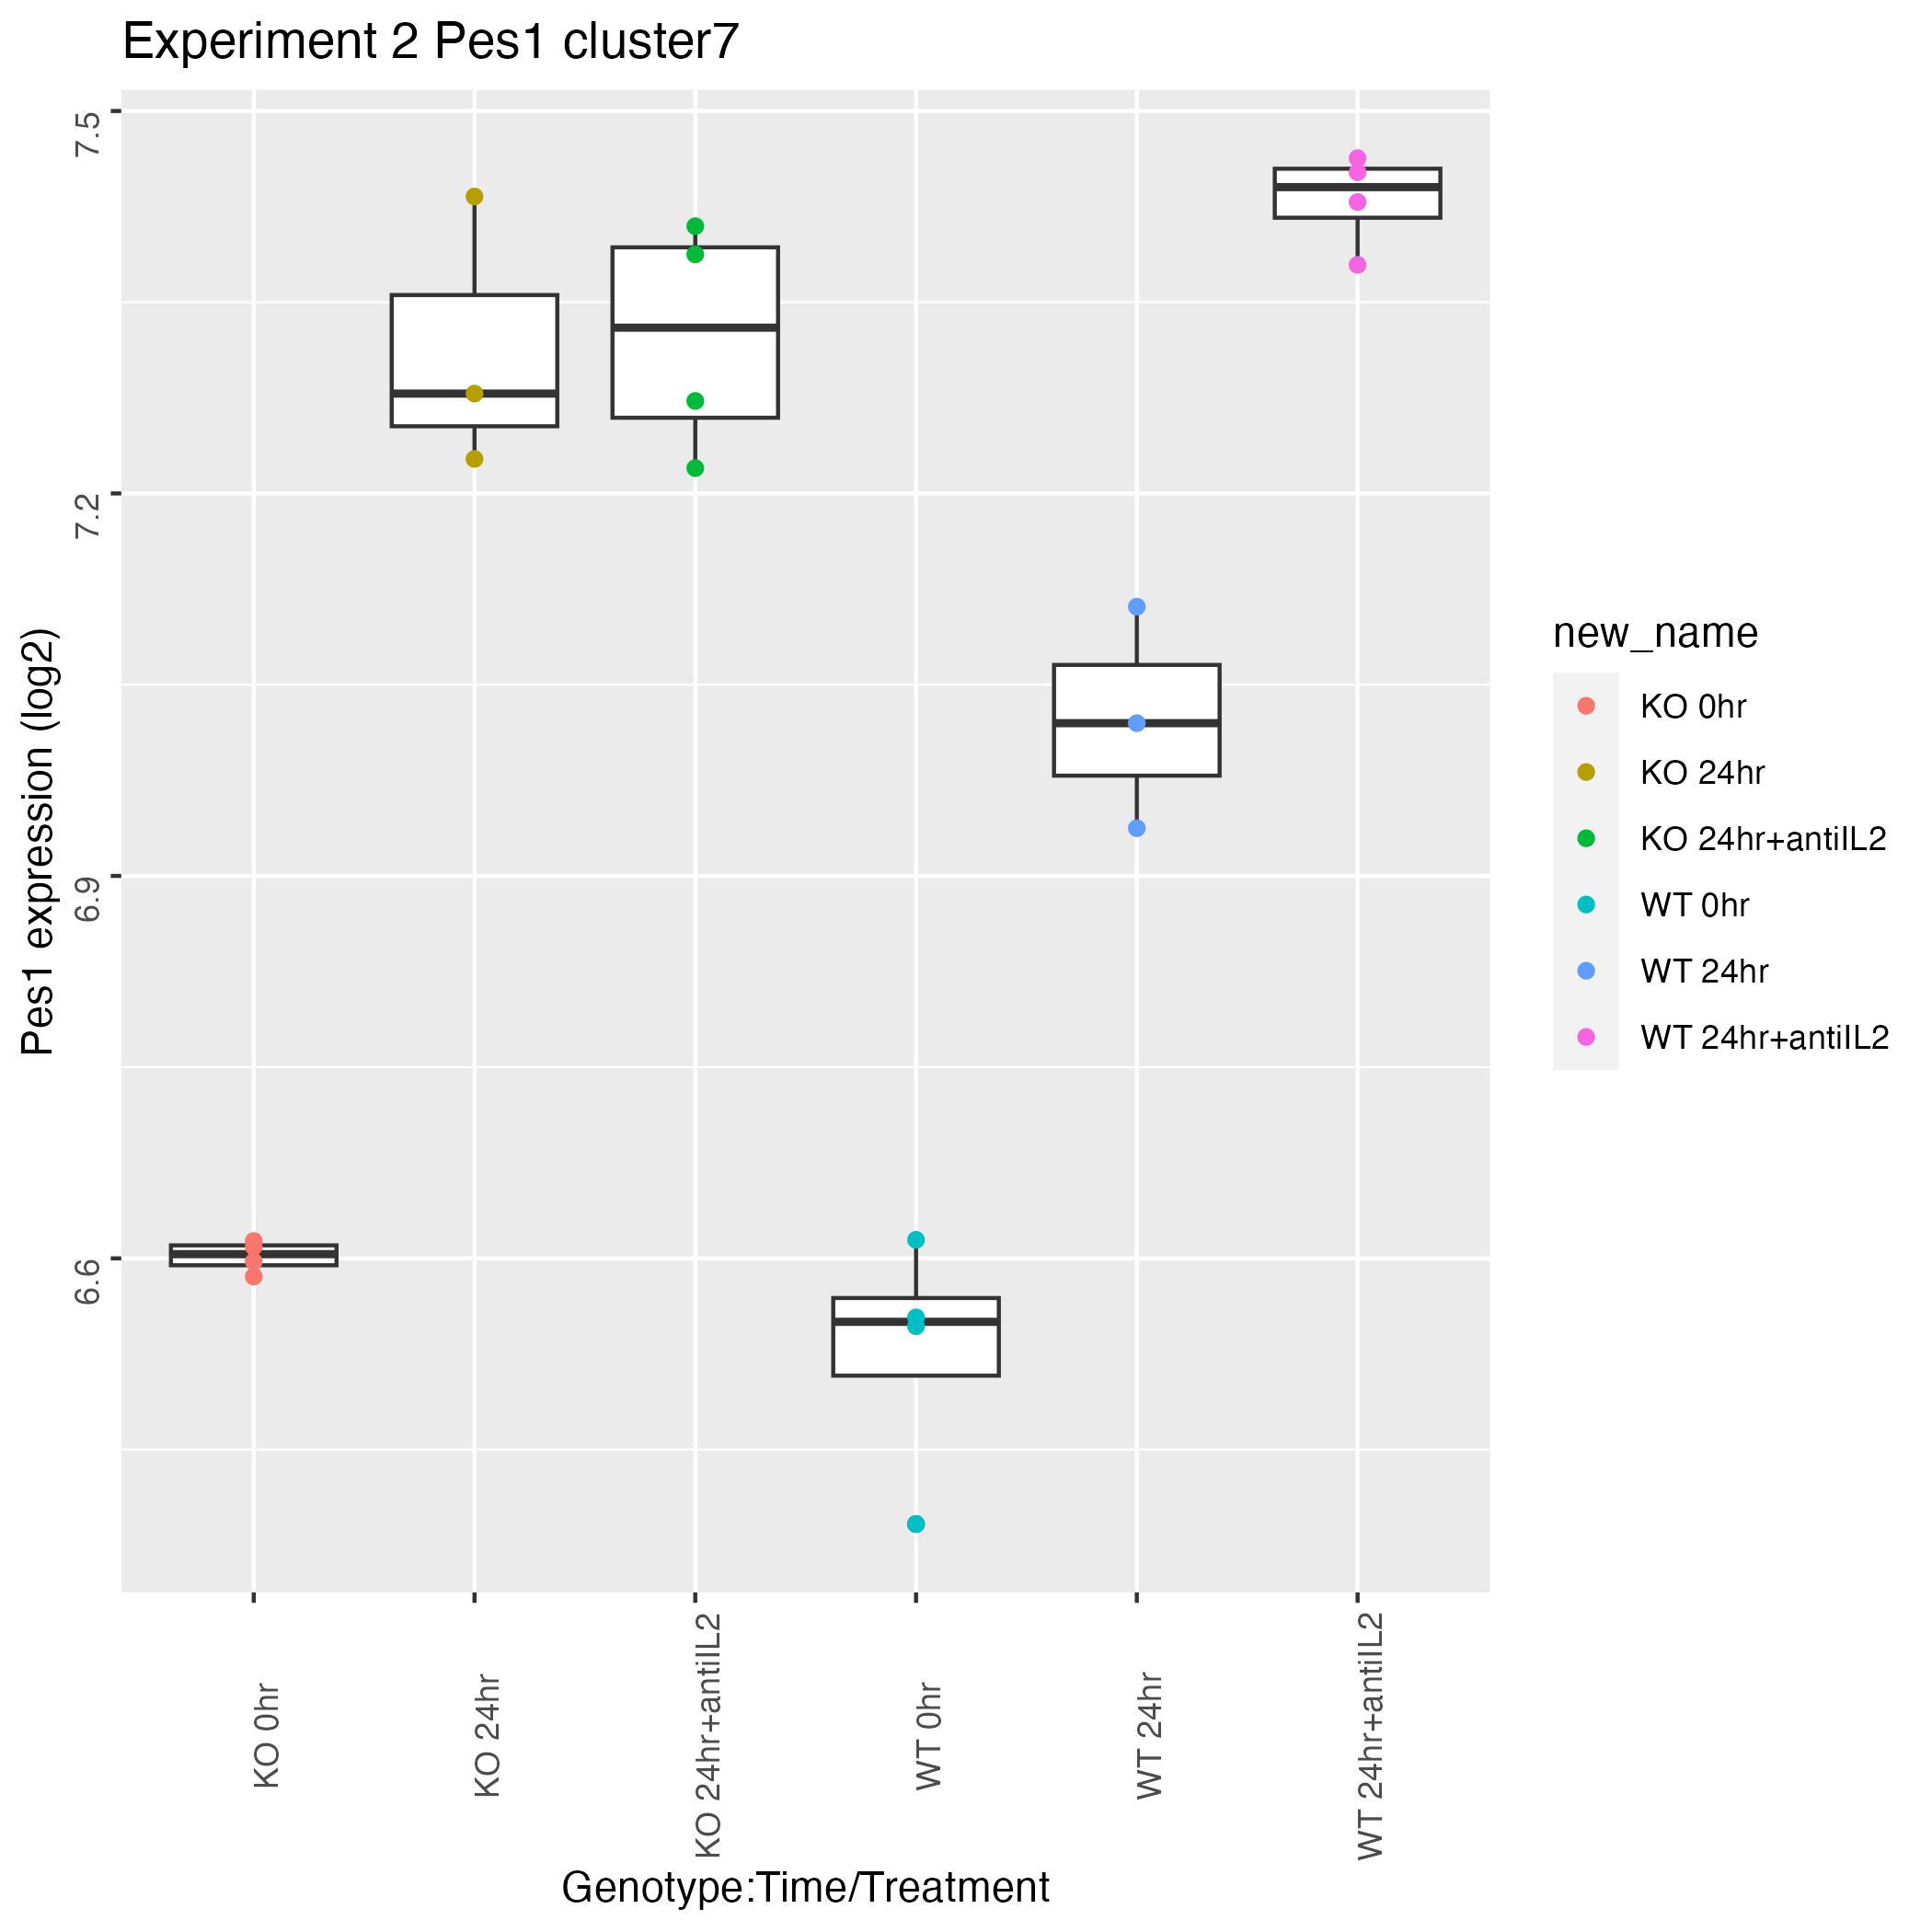 Experiment 2 Pes1 cluster7
Pes1 expression (log2)
7.5
7.2
6.9
6.6
KO 0hr
KO 24hr
KO 24hr+antiIL2
WT 0hr
WT 24hr
WT 24hr+antiIL2
Genotype:Time/Treatment
new_name
KO 0hr
KO 24hr
KO 24hr+antiIL2
WT 0hr
WT 24hr
WT 24hr+antiIL2